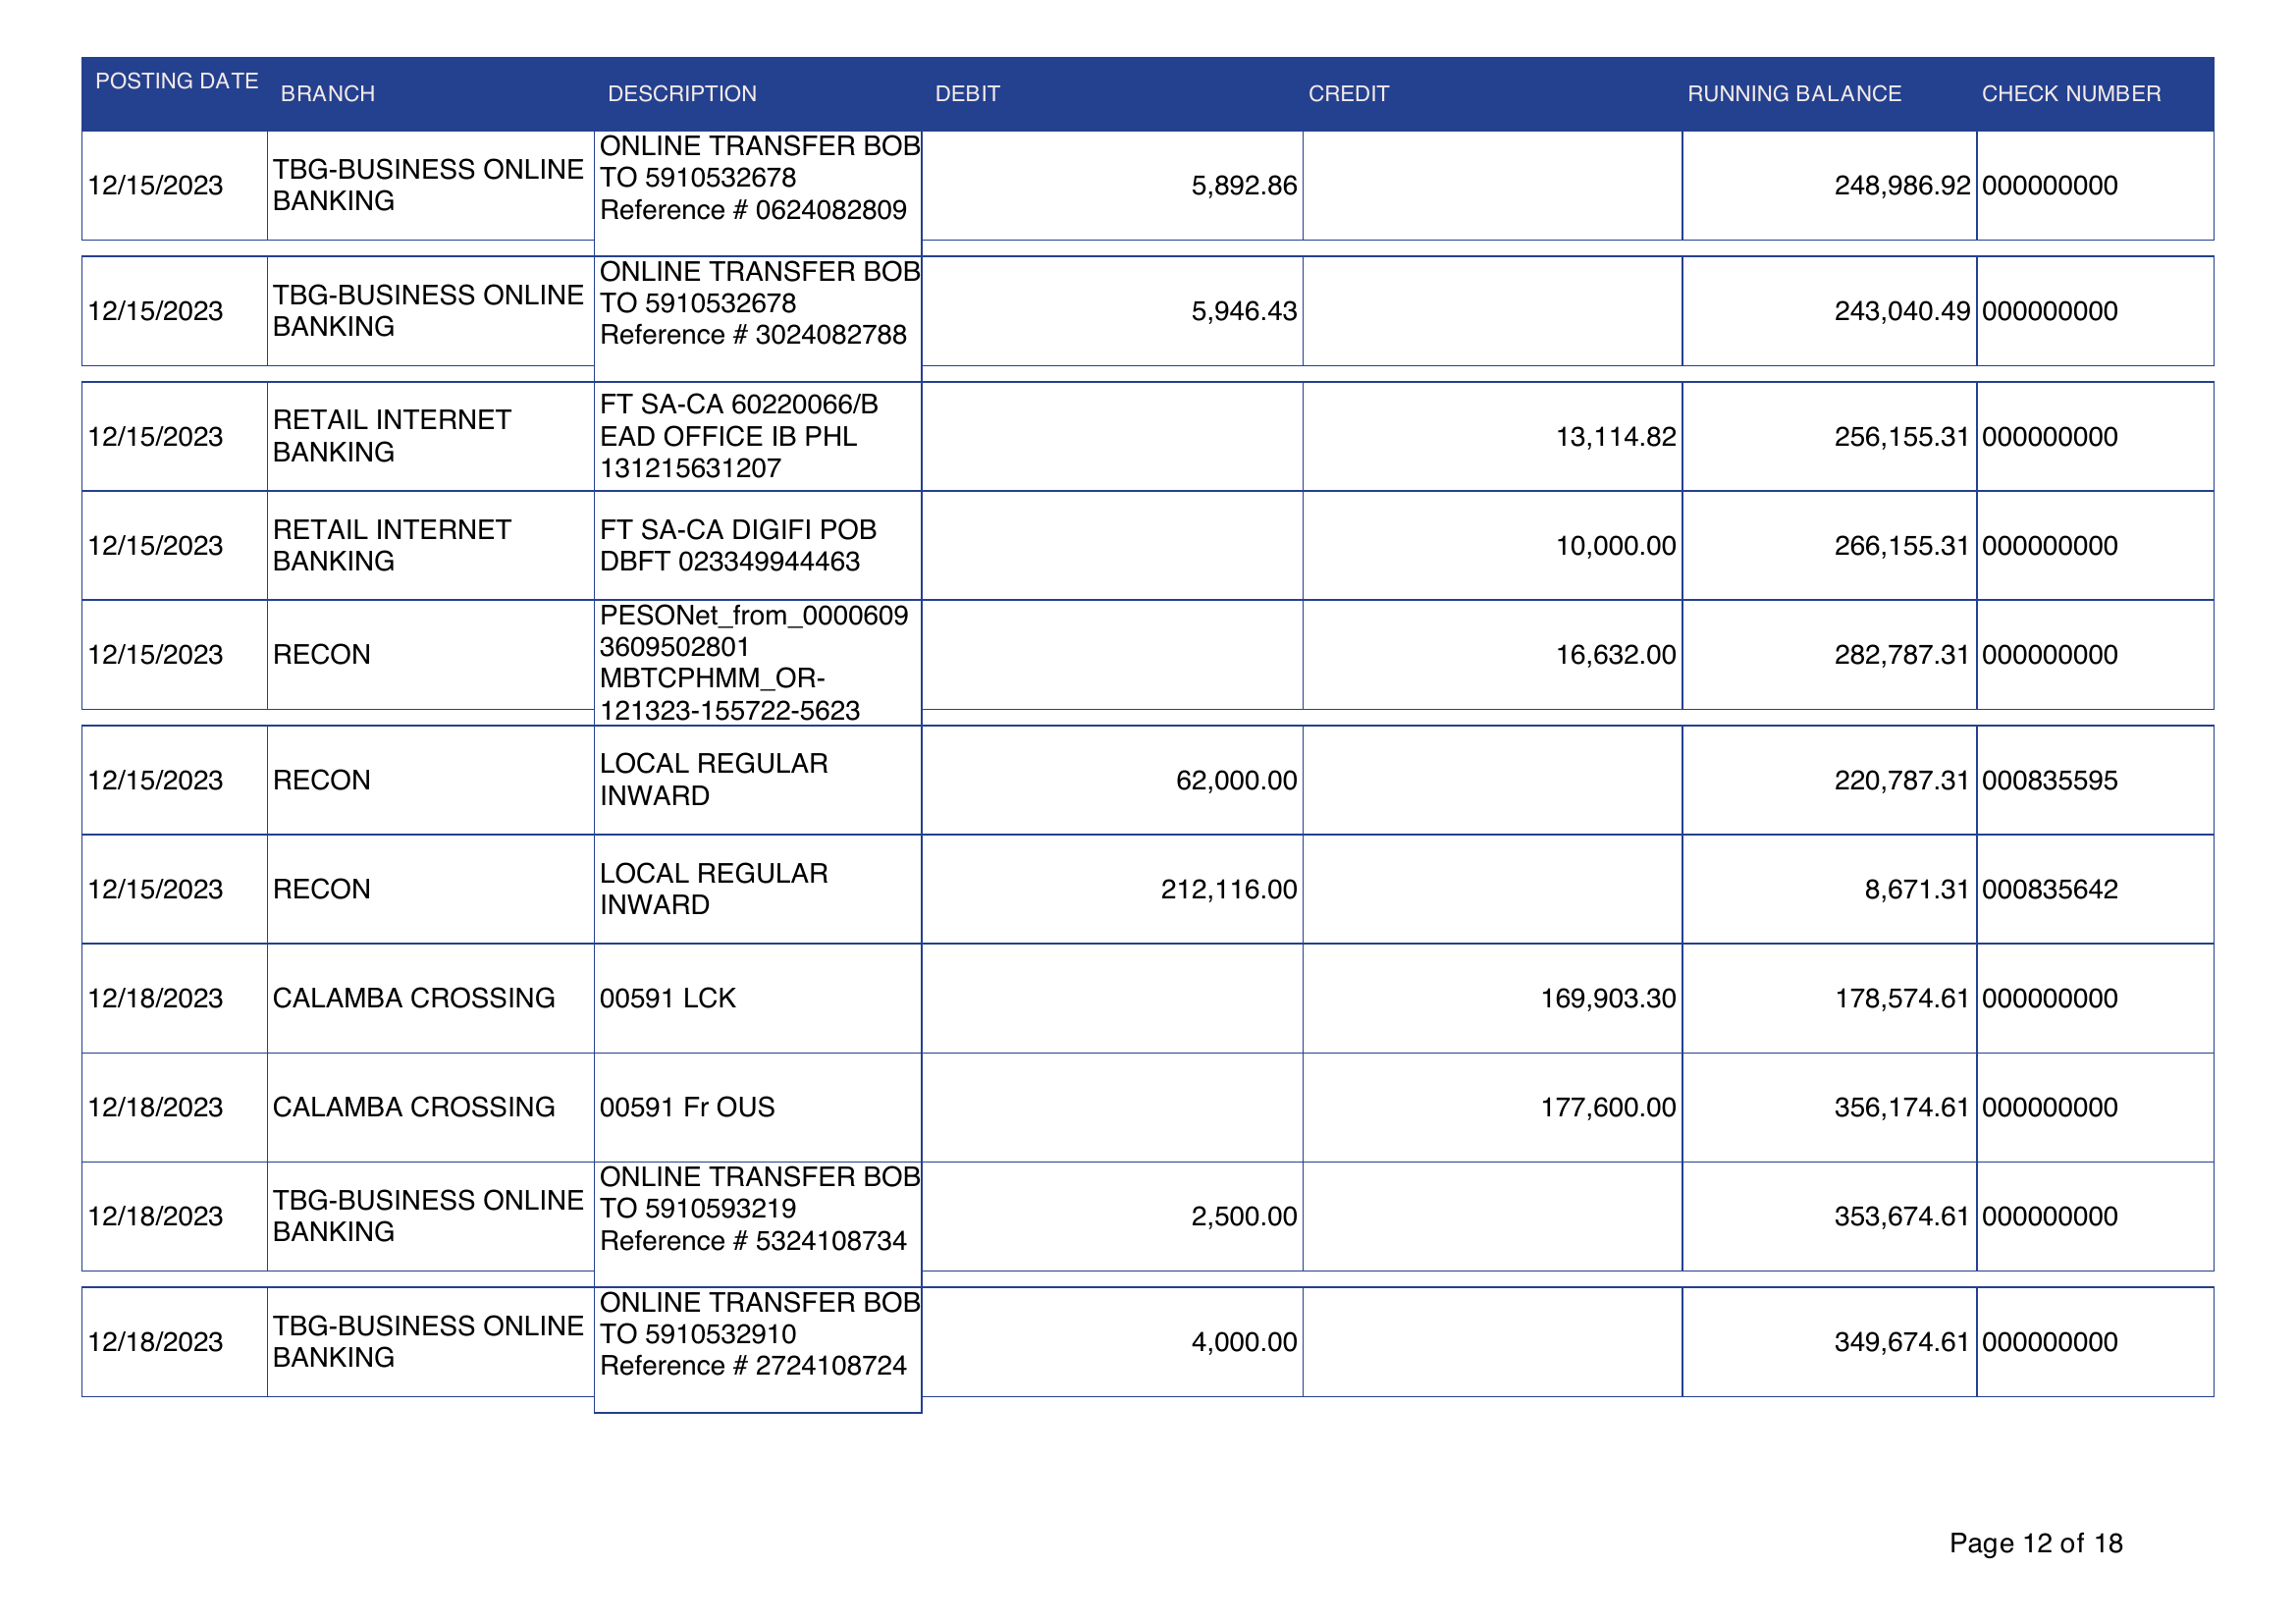 POSTING DATE BRANCH DESCRIPTION DEBIT CREDIT RUNNING BALANCE CHECK NUMBER
12/15/2023
TBG-BUSINESS ONLINE
BANKING
ONLINE TRANSFER BOB
TO 5910532678
Reference # 0624082809
5,892.86
248,986.92
000000000
12/15/2023
TBG-BUSINESS ONLINE
BANKING
ONLINE TRANSFER BOB
TO 5910532678
Reference # 3024082788
5,946.43
243,040.49
000000000
12/15/2023
RETAIL INTERNET
BANKING
FT SA-CA 60220066/B
EAD OFFICE IB PHL
131215631207
13,114.82
256,155.31
000000000
12/15/2023
RETAIL INTERNET
BANKING
FT SA-CA DIGIFI POB
DBFT 023349944463
10,000.00
266,155.31
000000000
12/15/2023
RECON
PESONet_from_0000609
3609502801
MBTCPHMM_OR-
121323-155722-5623
16,632.00
282,787.31
000000000
12/15/2023
RECON
LOCAL REGULAR
INWARD
62,000.00
220,787.31
000835595
12/15/2023
RECON
LOCAL REGULAR
INWARD
212,116.00
8,671.31
000835642
12/18/2023
CALAMBA CROSSING
00591 LCK
169,903.30
178,574.61
000000000
12/18/2023
CALAMBA CROSSING
00591 Fr OUS
177,600.00
356,174.61
000000000
12/18/2023
TBG-BUSINESS ONLINE
BANKING
ONLINE TRANSFER BOB
TO 5910593219
Reference # 5324108734
2,500.00
353,674.61
000000000
12/18/2023
TBG-BUSINESS ONLINE
BANKING
ONLINE TRANSFER BOB
TO 5910532910
Reference # 2724108724
4,000.00
349,674.61
000000000
Page 12 of 18